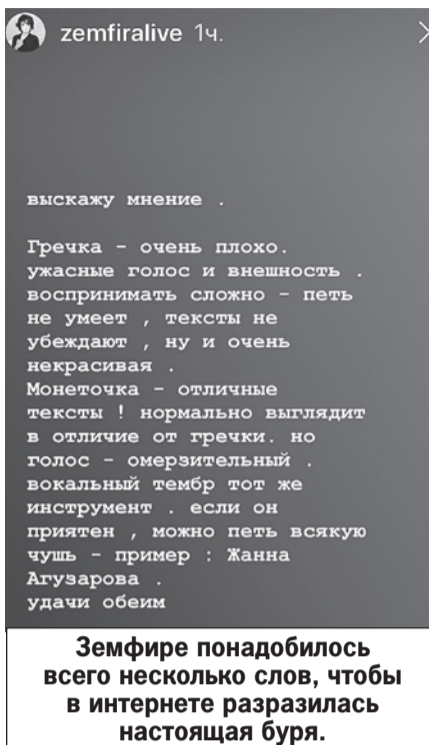 zemfiralive 1ч.
выскажу мнение .
Гречка - очень плохо.
ужасные голос и внешность .
воспринимать сложно - петь
не умеет , тексты не
убеждают , ну и очень
некрасивая .
Монеточка - отличные
тексты ! нормально выглядит
в отличие от гречки. но
голос - омерзительный .
вокальный тембр тот же
инструмент . если он
приятен , можно петь всякую
чушь - пример : Жанна
Агузарова .
удачи обеим
Земфире понадобилось
всего несколько слов, чтобы
в интернете разразилась
настоящая буря.